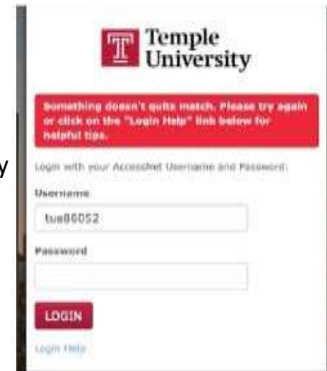 Temple
University
Something doesn't quite match. Please try again
or click on the "Login Help" link below for
helpful tips.
y
Login with your AccessNet Username and Password:
Username
tue86052
Password
LOGIN
Login Help